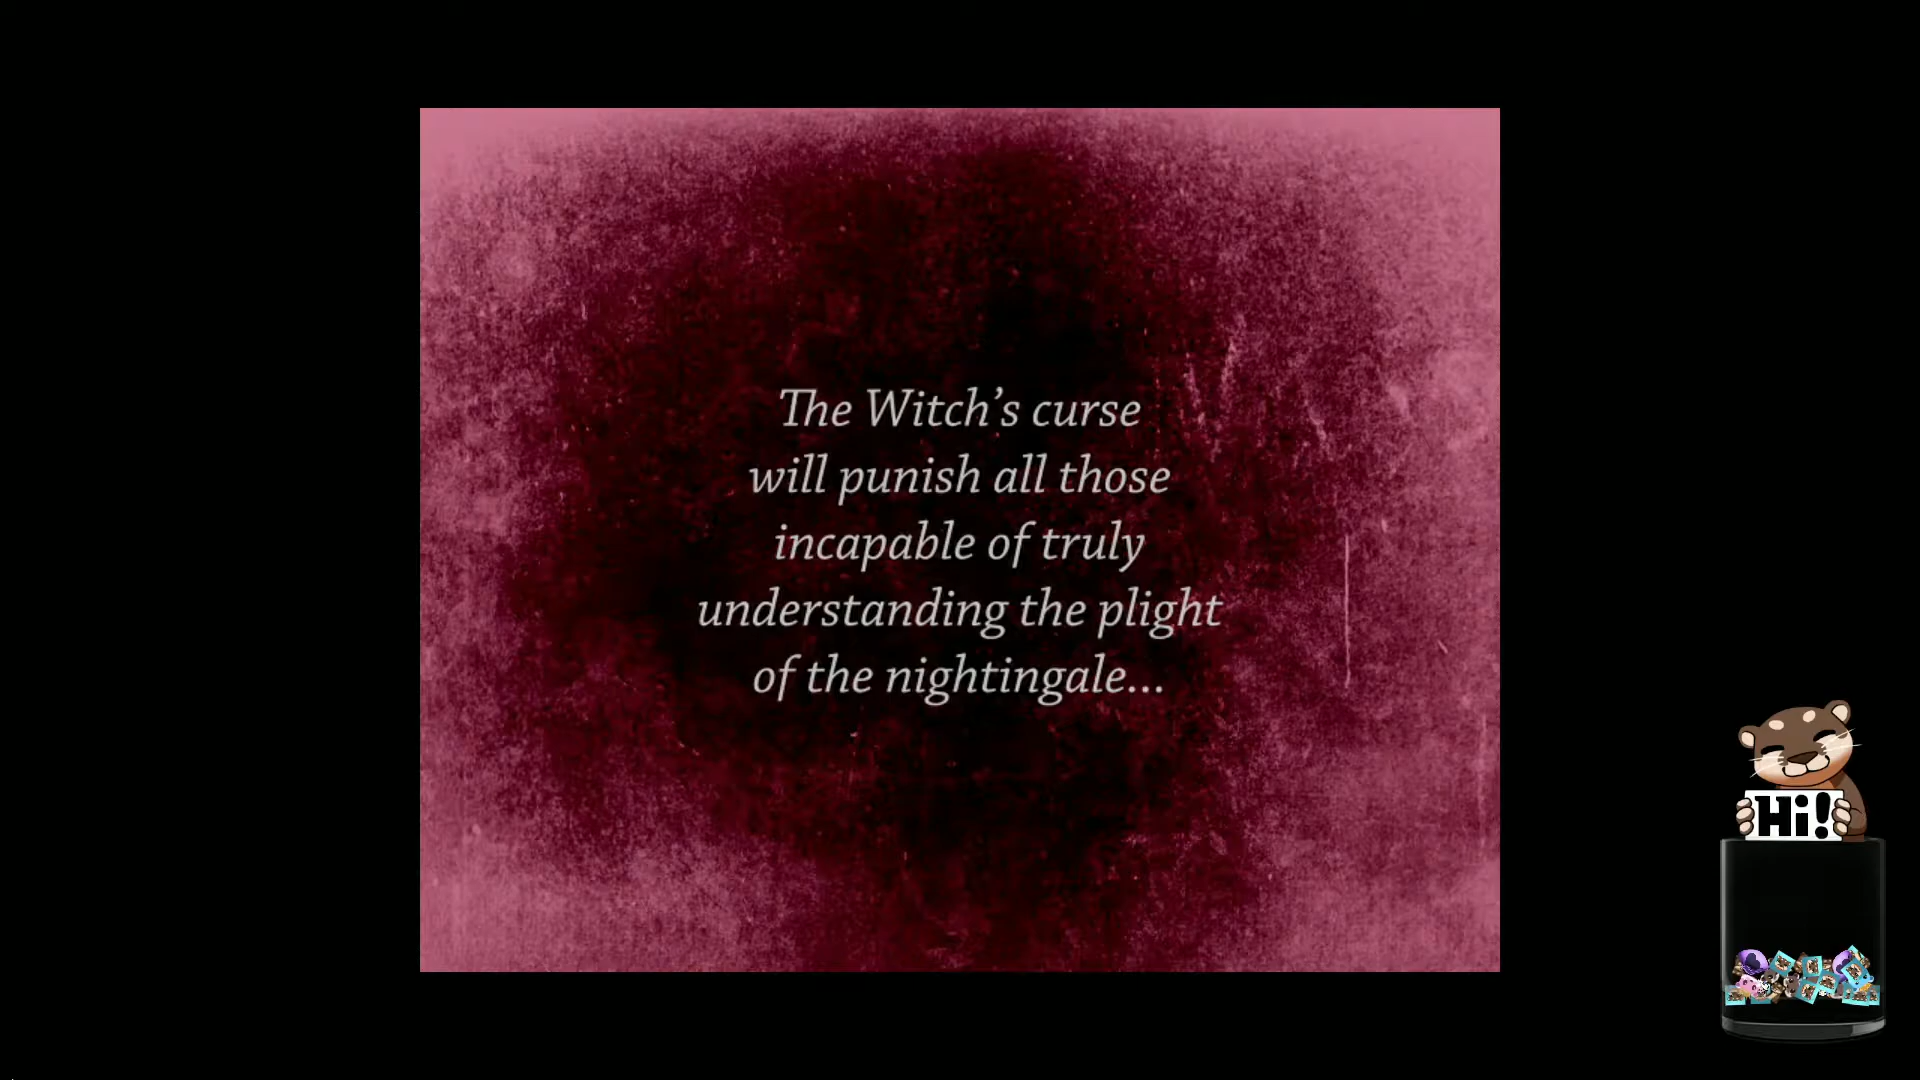 The Witch’s curse
will punish all those
incapable of truly
understanding the plight
of the nightingale...
Hi!